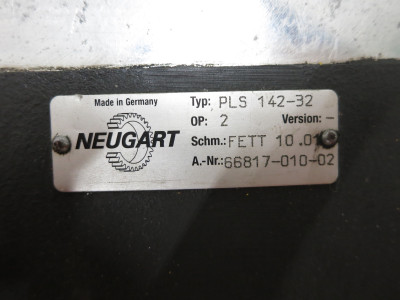 Made in Germany
NEUGART
Typ: PLS 142-32
OP: 2 Version: -
Schm.: FETT 10.01
A.-Nr.: 66817-010-02